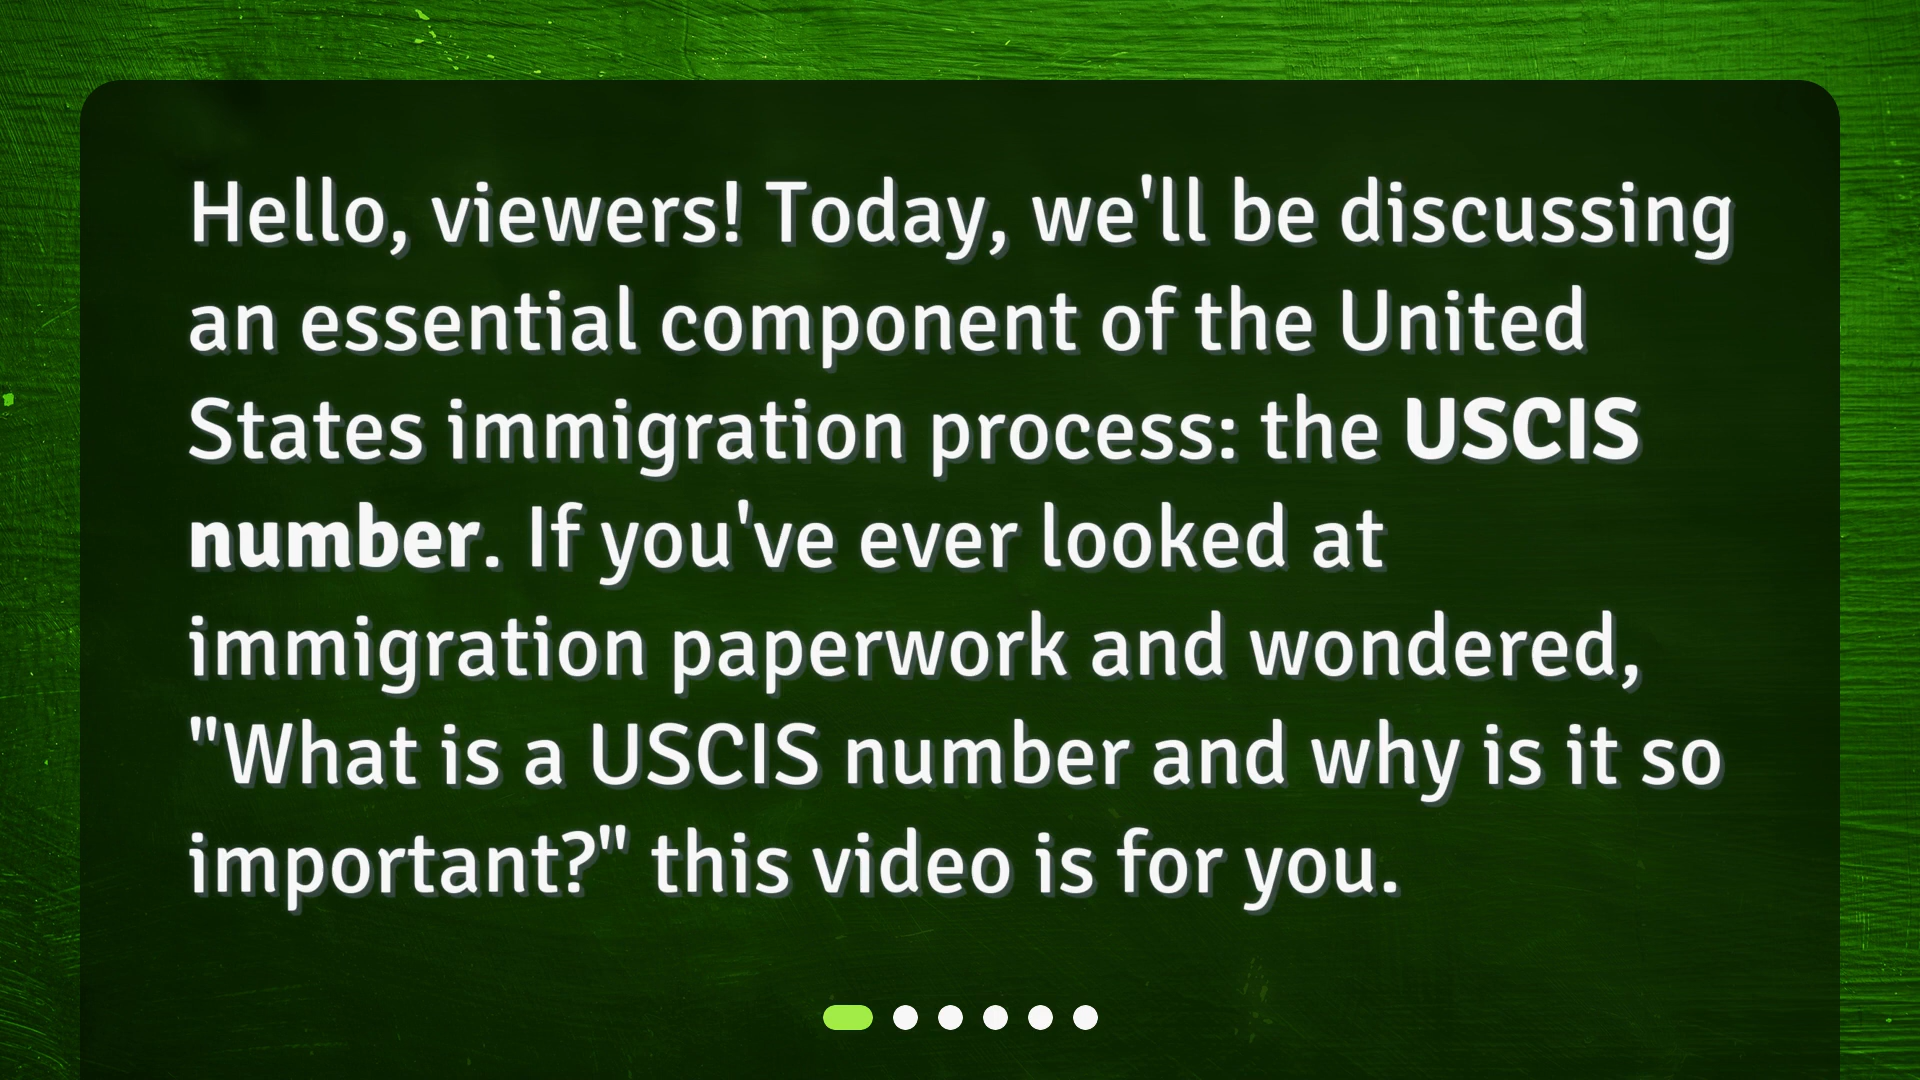 Hello, viewers! Today, we'll be discussing
an essential component of the United
States immigration process: the USCIS
number. If you've ever looked at
immigration paperwork and wondered,
"What is a USCIS number and why is it so
important?" this video is for you.